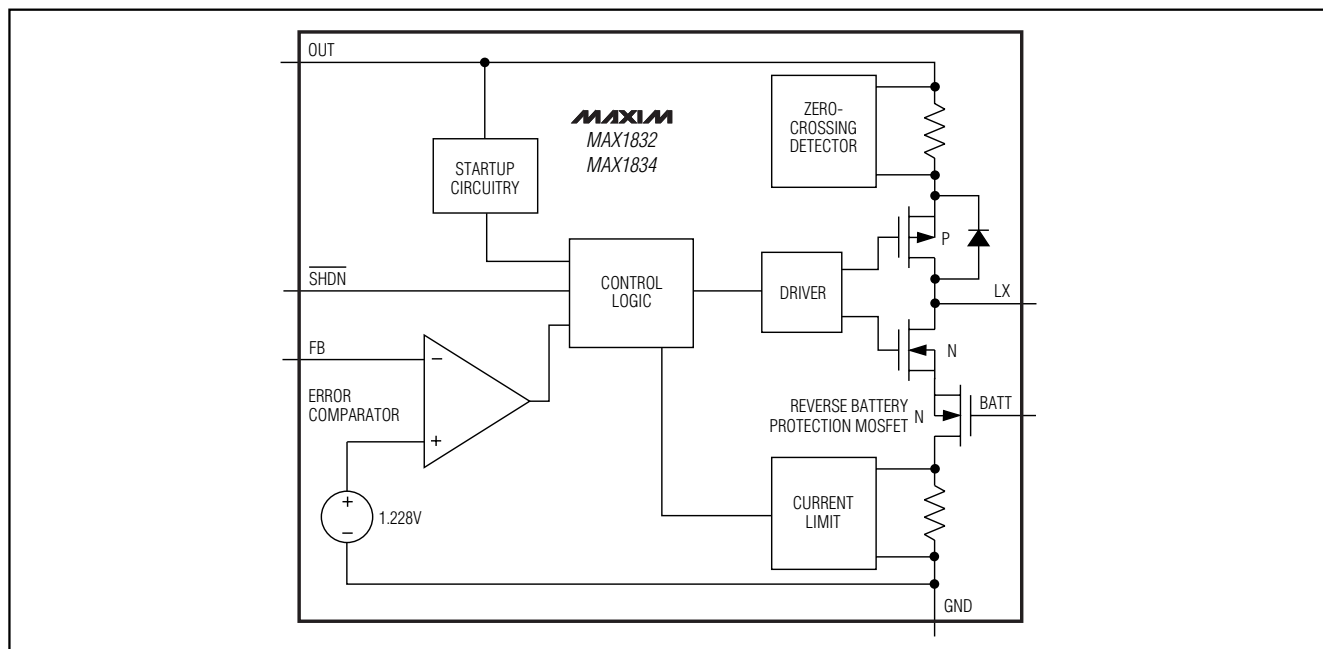 OUT
MAXIM
MAX1832
MAX1834
ZERO-
CROSSING
DETECTOR
STARTUP
CIRCUITRY
P
SHDN
CONTROL
LOGIC
DRIVER
LX
FB
−
N
ERROR
COMPARATOR
+
REVERSE BATTERY
PROTECTION MOSFET
N
BATT
+
−
1.228V
CURRENT
LIMIT
GND